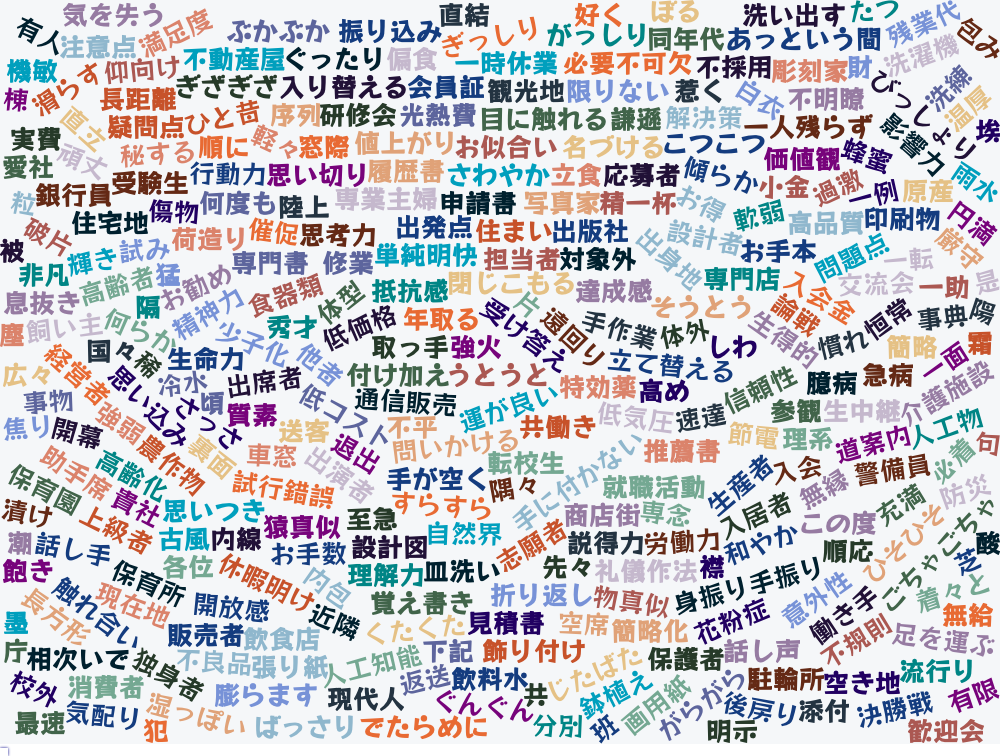 気を失う
直結
好く
ぼる
洗い出す
たつ
残業代
包み
有人
注意点
満足度
ぶかぶか
振り込み
ぎっしり
がっしり
同年代
あっという間
洗濯機
機敏
滑らす
仰向け
不動産屋
ぐったり
偏食
一時休業
必要不可欠
不採用
彫刻家
財
びっしょり
洗練
棟
長距離
ぎざぎざ
入り替える
会員証
観光地
限りない
惹く
白衣
不明瞭
温厚
直立
疑問点
ひと昔
序列
研修会
光熱費
目に触れる
謙遜
解決策
一人残らず
影響力
埃
実費
頑丈
秘する
順に
軽々
窓際
値上がり
お似合い
名づける
こつこつ
価値観
蜂蜜
愛社
銀行員
受験生
行動力
思い切り
履歴書
さわやか
立食
応募者
傾らか
小金
過激
一例
原産
雨水
粒
住宅地
傷物
何度も
陸上
専業主婦
申請書
写真家
精一杯
お得
軟弱
高品質
印刷物
円満
破片
被
輝き
試み
荷造り
催促
思考力
出発点
住まい
出版社
出身地
設計者
お手本
問題点
一転
厳守
非凡
高齢者
猛
専門書
修業
単純明快
担当者
対象外
専門店
入会金
交流会
一助
是
息抜き
隔
お勧め
食器類
体型
抵抗感
閉じこもる
達成感
そうとう
論戦
恒常
事典
陽
塵
飼い主
何らか
精神力
少子化
秀才
低価格
年取る
受け答え
片
遠回り
手作業
体外
しわ
生得的
慣れ
簡略
一面
霜
国々
稀
生命力
他者
取っ手
強火
立て替える
広々
経営者
思い込み
冷水
出席者
付け加え
うとうと
特効薬
高め
信頼性
臆病
急病
介護施設
事物
さっさ
頃
質素
低コスト
通信販売
運が良い
低気圧
速達
参観
生中継
焦り
開幕
強弱
農作物
裏面
送客
退出
不平
問いかける
共働き
手に付かない
推薦書
節電
理系
道案内
人工物
句
助手席
高齢化
車窓
出演者
転校生
必着
保育園
貴社
試行錯誤
手が空く
隅々
就職活動
生産者
入会
無縁
警備員
充満
防災
漬け
上級者
思いつき
猿真似
至急
すらすら
商店街
専念
入居者
この度
ひそひそ
ごちゃごちゃ
潮
話し手
古風
内線
お手数
設計図
自然界
志願者
説得力
労働力
和やか
順応
酸
飽き
保育所
各位
休暇明け
内包
理解力
皿洗い
先々
礼儀作法
襟
身振り手振り
芝
触れ合い
現在地
開放感
近隣
覚え書き
折り返し
物真似
花粉症
意外性
働き手
着々と
墨
長方形
販売者
飲食店
くたくた
見積書
空席
簡略化
不規則
足を運ぶ
無給
庁
相次いで
独身者
不良品
張り紙
人工知能
下記
飾り付け
保護者
話し声
校外
消費者
膨らます
現代人
返送
飲料水
共
じたばた
鉢植え
画用紙
がらがら
駐輪所
空き地
流行り
有限
最速
気配り
犯
湿っぽい
ばっさり
でたらめに
ぐんぐん
分別
班
後戻り
明示
添付
決勝戦
歓迎会